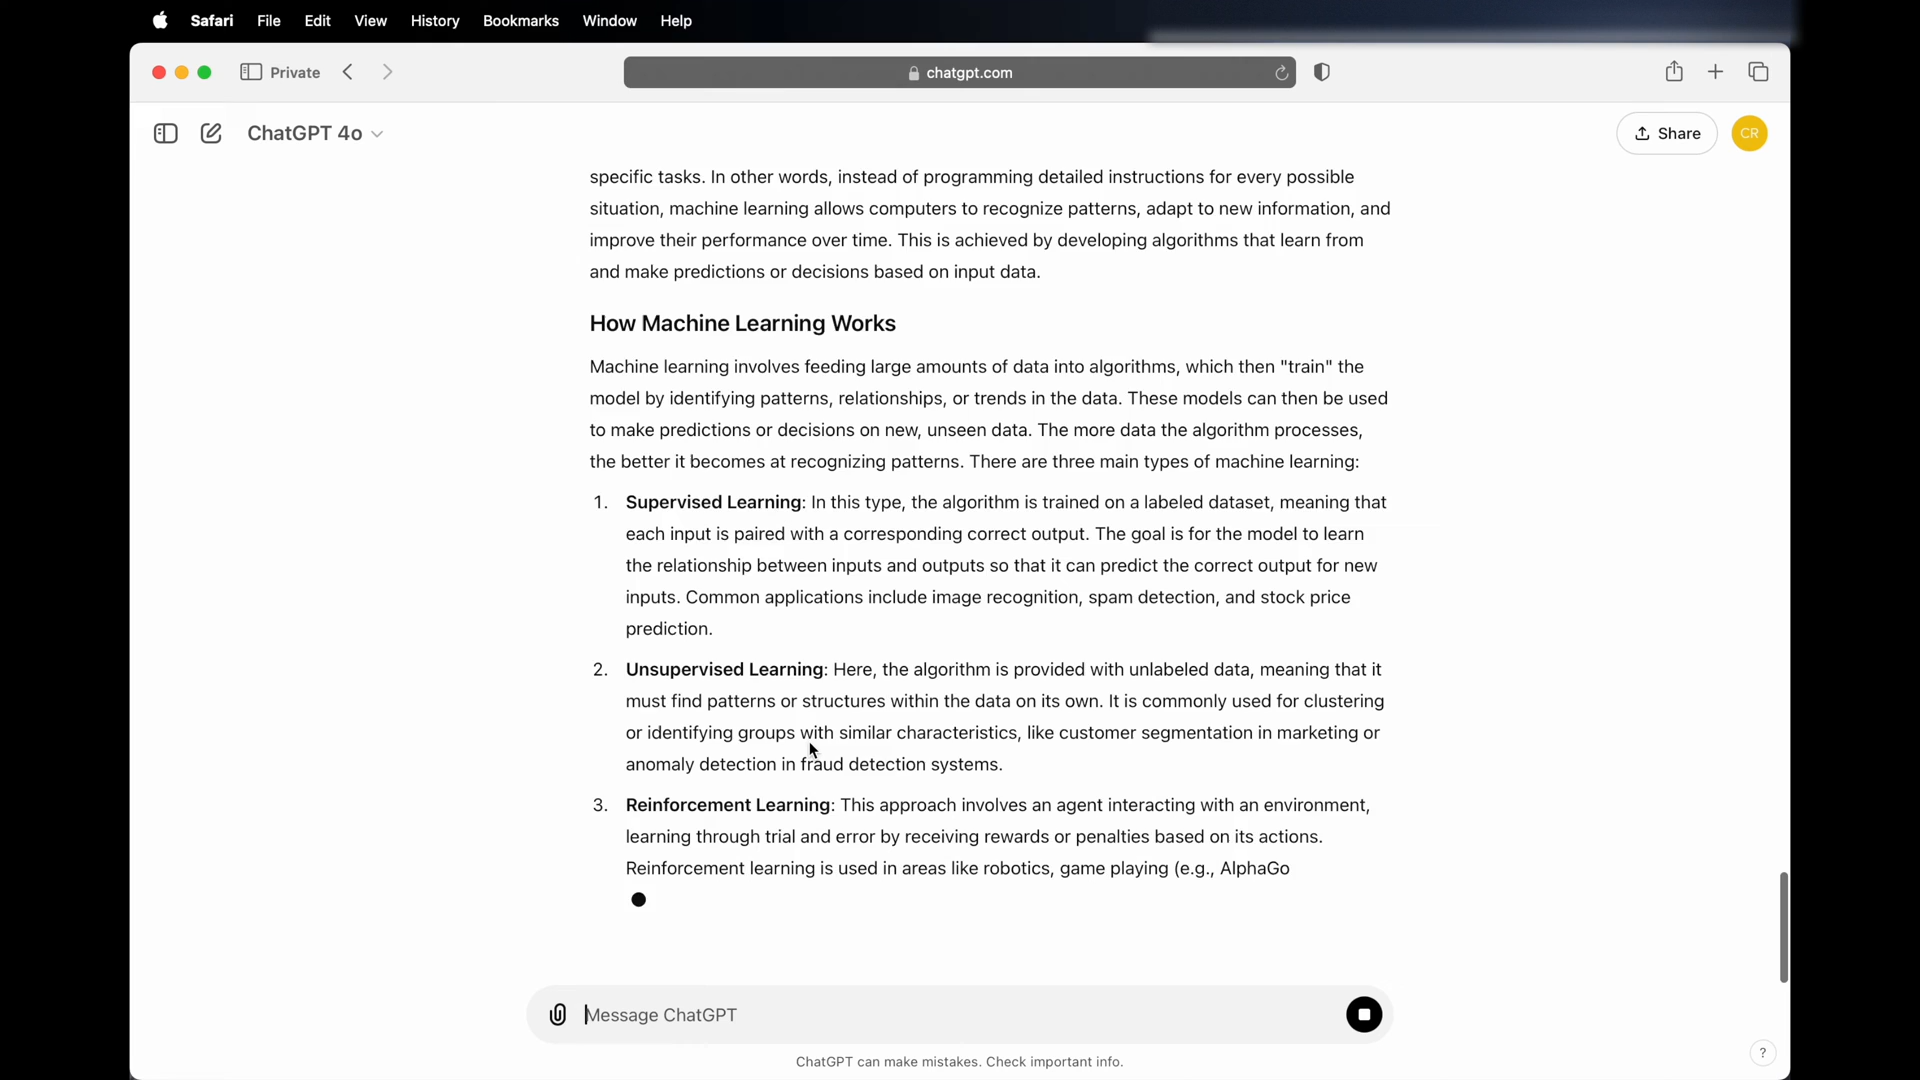 Safari File Edit View History Bookmarks Window Help
Private
chatgpt.com
ChatGPT 4o
Share
CR
specific tasks. In other words, instead of programming detailed instructions for every possible
situation, machine learning allows computers to recognize patterns, adapt to new information, and
improve their performance over time. This is achieved by developing algorithms that learn from
and make predictions or decisions based on input data.
How Machine Learning Works
Machine learning involves feeding large amounts of data into algorithms, which then "train" the
model by identifying patterns, relationships, or trends in the data. These models can then be used
to make predictions or decisions on new, unseen data. The more data the algorithm processes,
the better it becomes at recognizing patterns. There are three main types of machine learning:
1. Supervised Learning: In this type, the algorithm is trained on a labeled dataset, meaning that
each input is paired with a corresponding correct output. The goal is for the model to learn
the relationship between inputs and outputs so that it can predict the correct output for new
inputs. Common applications include image recognition, spam detection, and stock price
prediction.
2. Unsupervised Learning: Here, the algorithm is provided with unlabeled data, meaning that it
must find patterns or structures within the data on its own. It is commonly used for clustering
or identifying groups with similar characteristics, like customer segmentation in marketing or
anomaly detection in fraud detection systems.
3. Reinforcement Learning: This approach involves an agent interacting with an environment,
learning through trial and error by receiving rewards or penalties based on its actions.
Reinforcement learning is used in areas like robotics, game playing (e.g., AlphaGo
Message ChatGPT
ChatGPT can make mistakes. Check important info.
?